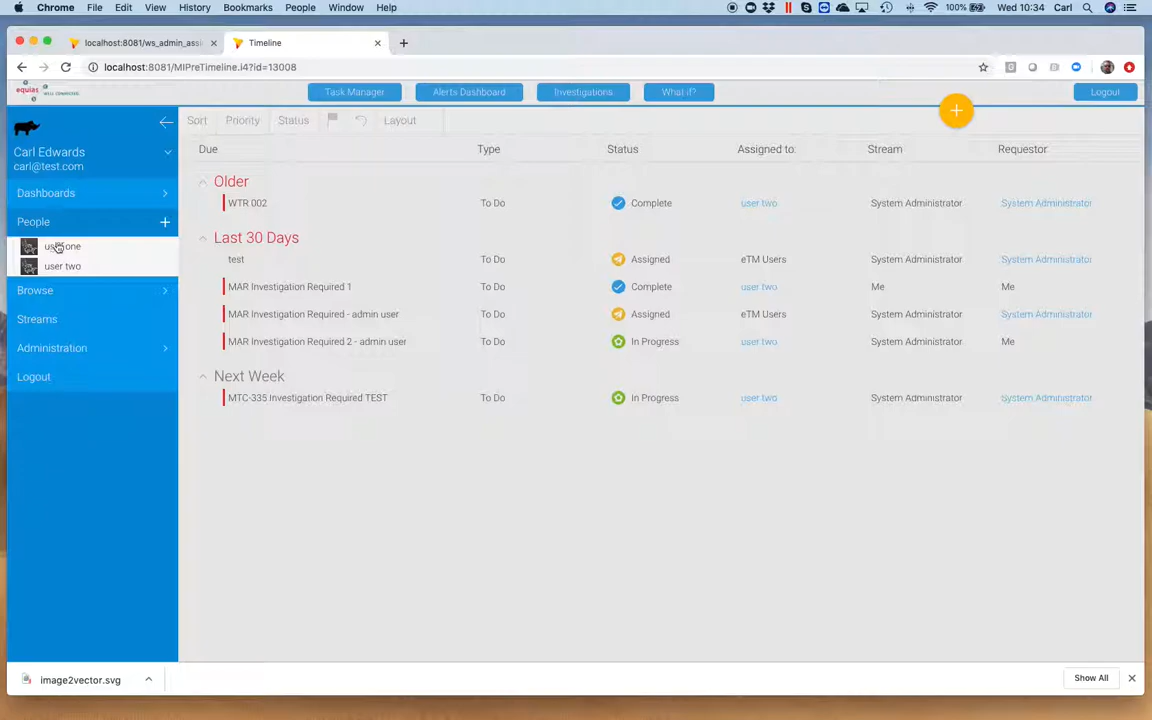 Chrome File Edit View History Bookmarks People Window Help 100% Wed 10:34 Carl
localhost:8081/ws_admin_assi
Timeline
localhost:8081/MIPreTimeline.i4?id=13008
equias WELL CONNECTED.
Task Manager Alerts Dashboard Investigations What if? Logout
Carl Edwards
carl@test.com
Dashboards
People
user two
Browse
Streams
Administration
Logout
Sort Priority Status Layout
Due Type Status Assigned to: Stream Requestor
Older
WTR 002 To Do Complete user two System Administrator System Administrator
Last 30 Days
test To Do Assigned eTM Users System Administrator System Administrator
MAR Investigation Required 1 To Do Complete user two Me Me
MAR Investigation Required - admin user To Do Assigned eTM Users System Administrator System Administrator
MAR Investigation Required 2 - admin user To Do In Progress user two System Administrator Me
Next Week
MTC-335 Investigation Required TEST To Do In Progress user two System Administrator System Administrator
image2vector.svg
Show All